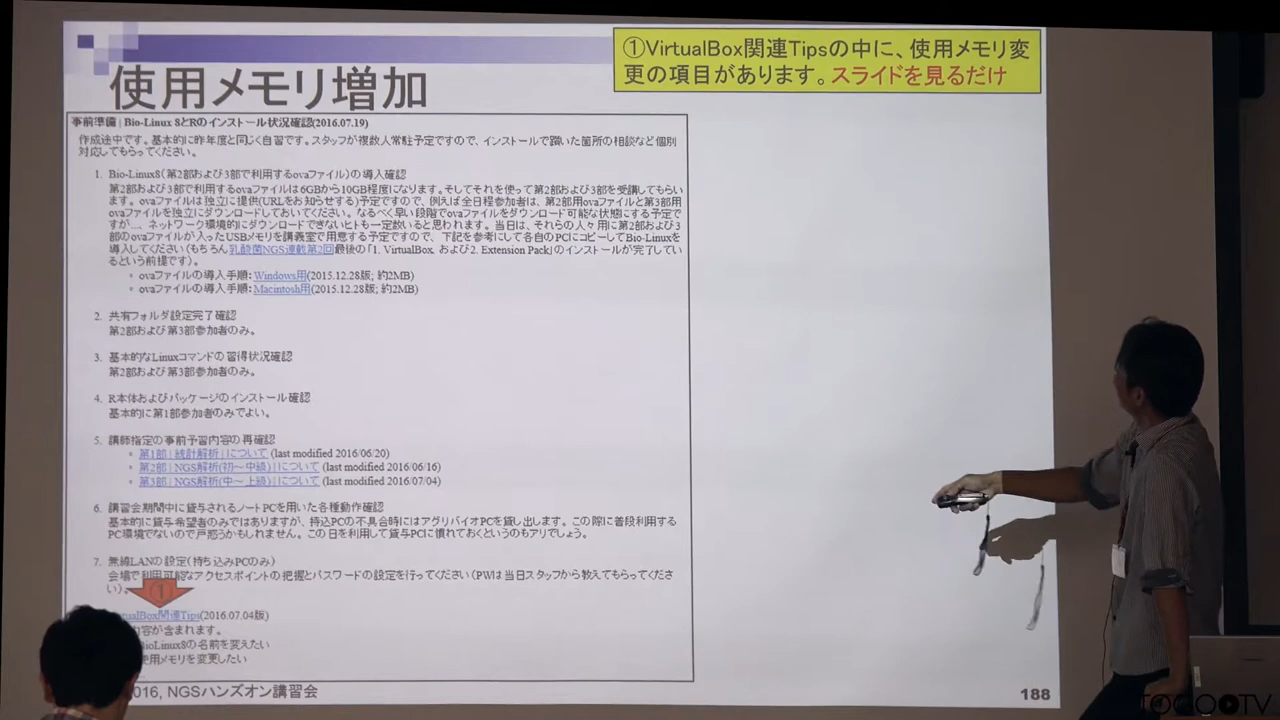 ①VirtualBox関連Tipsの中に、使用メモリ変
更の項目があります。スライドを見るだけ
使用メモリ増加
事前準備 | Bio-Linux 8とRのインストール状況確認(2016.07.19)
作成途中です。基本的に昨年度と同じく自習です。スタッフが複数人常駐予定ですので、インストールで躓いた箇所の相談など個別
対応してもらってください。
1. Bio-Linux8(第2部および3部で利用するovaファイル)の導入確認
第2部および3部で利用するovaファイルは6GBから10GB程度になります。そしてそれを使って第2部および3部を受講してもらい
ます。ovaファイルは独立に提供(URLをお知らせする)予定ですので、例えば全日程参加者は、第2部用ovaファイルと第3部用
ovaファイルを独立にダウンロードしておいてください。なるべく早い段階でovaファイルをダウンロード可能な状態にする予定で
すが...、ネットワーク環境的にダウンロードできないヒトも一定数いると思われます。当日は、それらの人々用に第2部および3
部のovaファイルが入ったUSBメモリを講義室で用意する予定ですので、下記を参考にして各自のPCにコピーしてBio-Linuxを
導入してください(もちろん乳酸菌NGS連載第2回最後の「1. VirtualBox, および2. Extension Pack」のインストールが完了してい
るという前提です)。
◦ ovaファイルの導入手順: Windows用(2015.12.28版; 約2MB)
◦ ovaファイルの導入手順: Macintosh用(2015.12.28版; 約2MB)
2. 共有フォルダ設定完了確認
第2部および第3部参加者のみ。
3. 基本的なLinuxコマンドの習得状況確認
第2部および第3部参加者のみ。
4. R本体およびパッケージのインストール確認
基本的に第1部参加者のみでよい。
5. 講師指定の事前予習内容の再確認
◦ 第1部 | 統計解析 | について (last modified 2016/06/20)
◦ 第2部 | NGS解析(初～中級) | について (last modified 2016/06/16)
◦ 第3部 | NGS解析(中～上級) | について (last modified 2016/07/04)
6. 講習会期間中に貸与されるノートPCを用いた各種動作確認
基本的に貸与希望者のみではありますが、持込PCの不具合時にはアグリバイオPCを貸し出します。この際に普段利用する
PC環境でないので戸惑うかもしれません。この日を利用して貸与PCに慣れておくというのもアリでしょう。
7. 無線LANの設定(持ち込みPCのみ)
会場で利用可能なアクセスポイントの把握とパスワードの設定を行ってください(PWは当日スタッフから教えてもらってくださ
い)。
①
rtualBox関連Tips(2016.07.04版)
内容が含まれます。
BioLinux8の名前を変えたい
使用メモリを変更したい
2016, NGSハンズオン講習会
188
TOGOTV